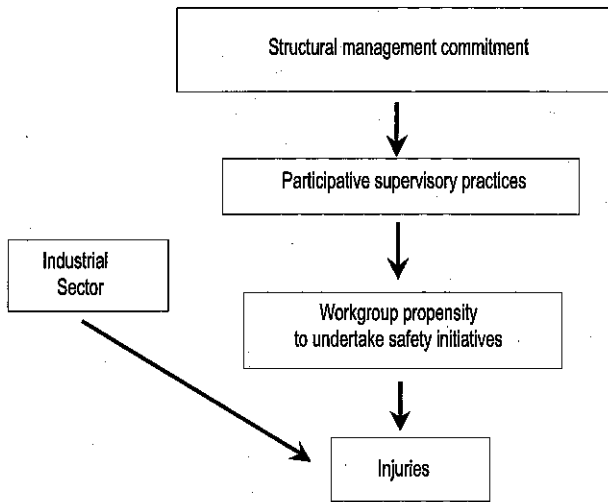 Structural management commitment
Participative supervisory practices
Industrial
Sector
Workgroup propensity
to undertake safety initiatives
Injuries